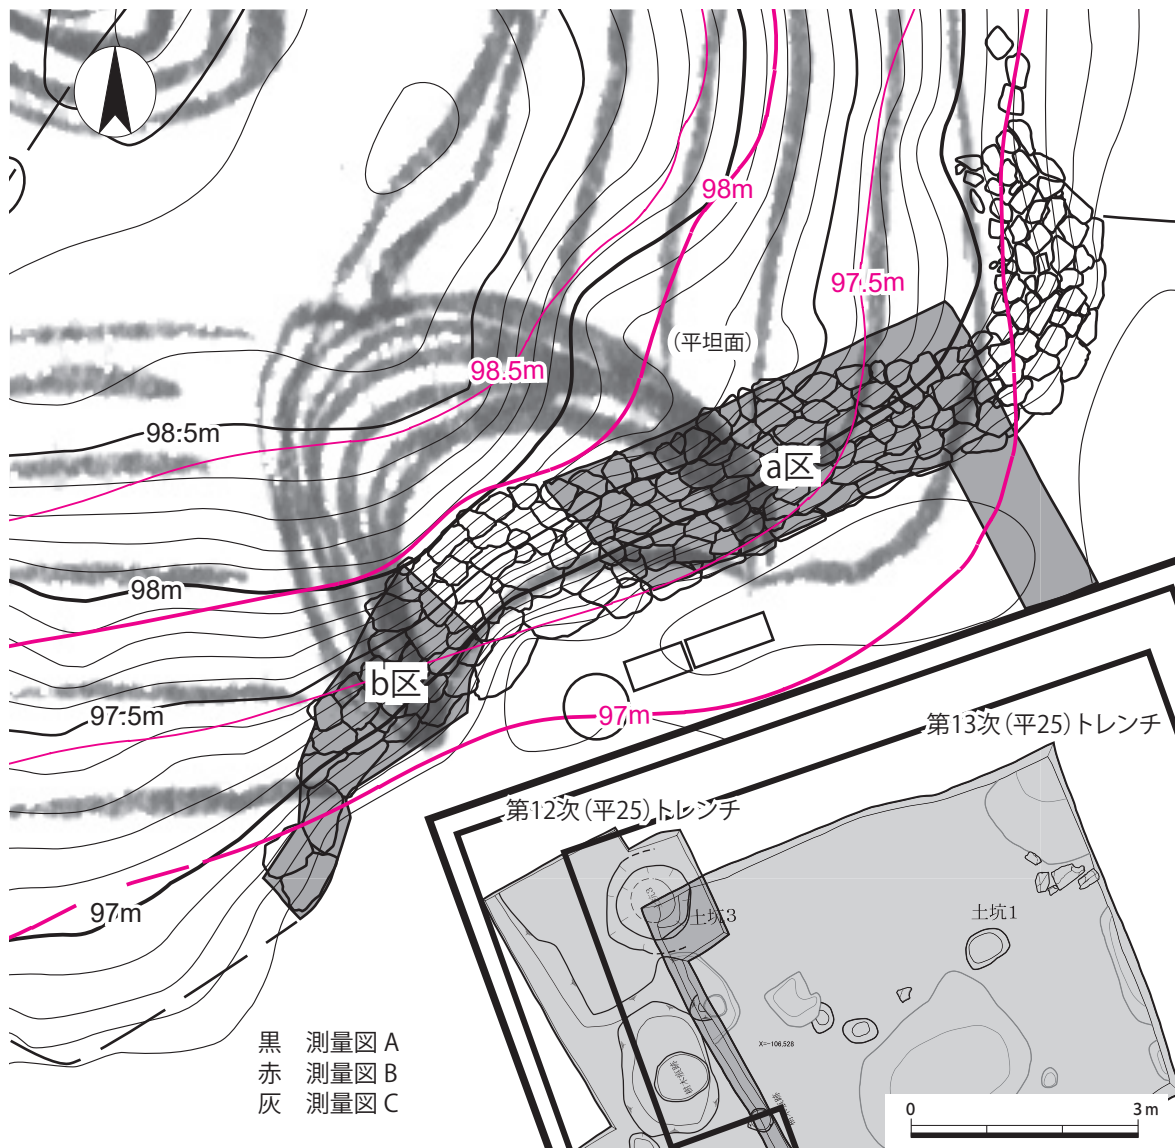 98m
97.5m
(平坦面)
98.5m
98.5m
a区
98m
b区
97.5m
97m
第13次(平25)トレンチ
第12次(平25)トレンチ
土坑3
土坑1
97m
X=-106.528
黒 測量図 A
赤 測量図 B
灰 測量図 C
0 3m